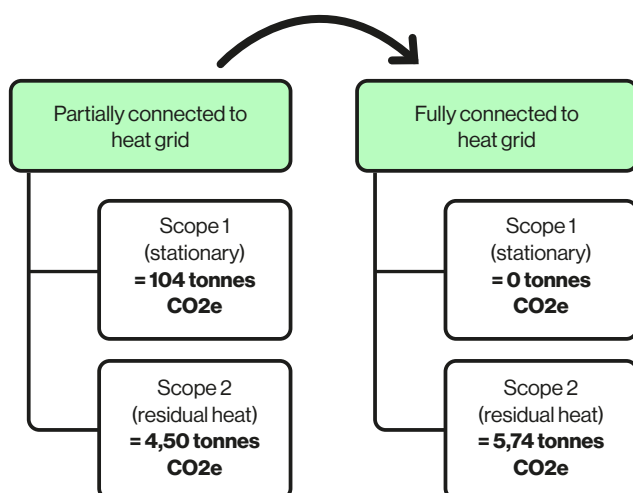 Partially connected to
heat grid
Scope 1
(stationary)
= 104 tonnes
CO2e
Scope 2
(residual heat)
= 4,50 tonnes
CO2e
Fully connected to
heat grid
Scope 1
(stationary)
= 0 tonnes
CO2e
Scope 2
(residual heat)
= 5,74 tonnes
CO2e